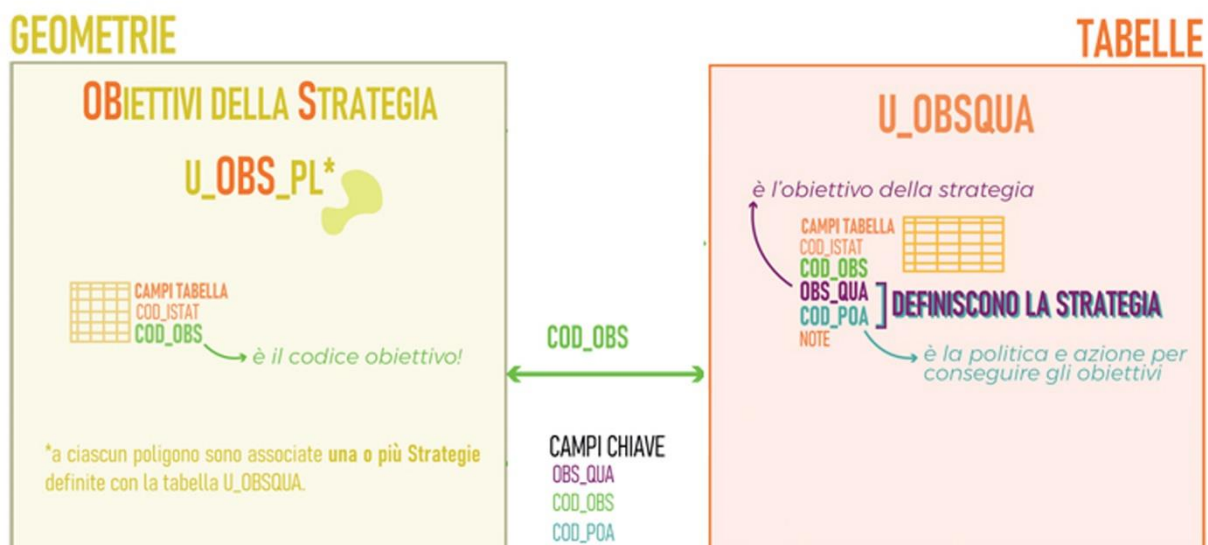 GEOMETRIE
OBIETTIVI DELLA STRATEGIA
U_OBS_PL*
CAMPI TABELLA
COD_ISTAT
COD_OBS
è il codice obiettivo!
*a ciascun poligono sono associate una o più Strategie
definite con la tabella U_OBSQUA.
COD_OBS
CAMPI CHIAVE
OBS_QUA
COD_OBS
COD_POA
TABELLE
U_OBSQUA
è l'obiettivo della strategia
CAMPI TABELLA
COD_ISTAT
COD_OBS
OBS_QUA
COD_POA
NOTE
DEFINISCONO LA STRATEGIA
è la politica e azione per
conseguire gli obiettivi